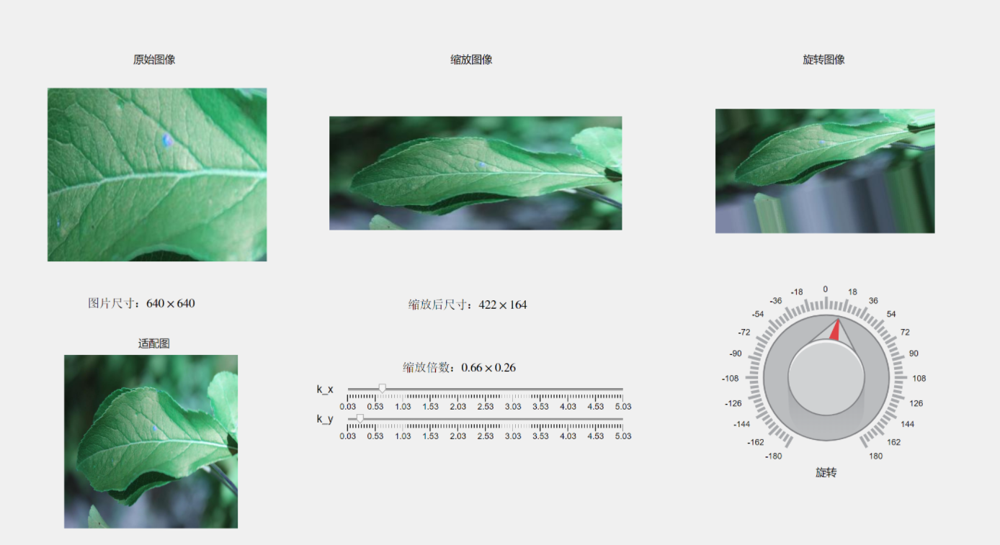 原始图像
缩放图像
旋转图像
图片尺寸：640 × 640
缩放后尺寸：422 × 164
适配图
缩放倍数：0.66 × 0.26
k_x
0.03 0.53 1.03 1.53 2.03 2.53 3.03 3.53 4.03 4.53 5.03
k_y
0.03 0.53 1.03 1.53 2.03 2.53 3.03 3.53 4.03 4.53 5.03
-180 -162 -144 -126 -108 -90 -72 -54 -36 -18 0 18 36 54 72 90 108 126 144 162 180
旋转